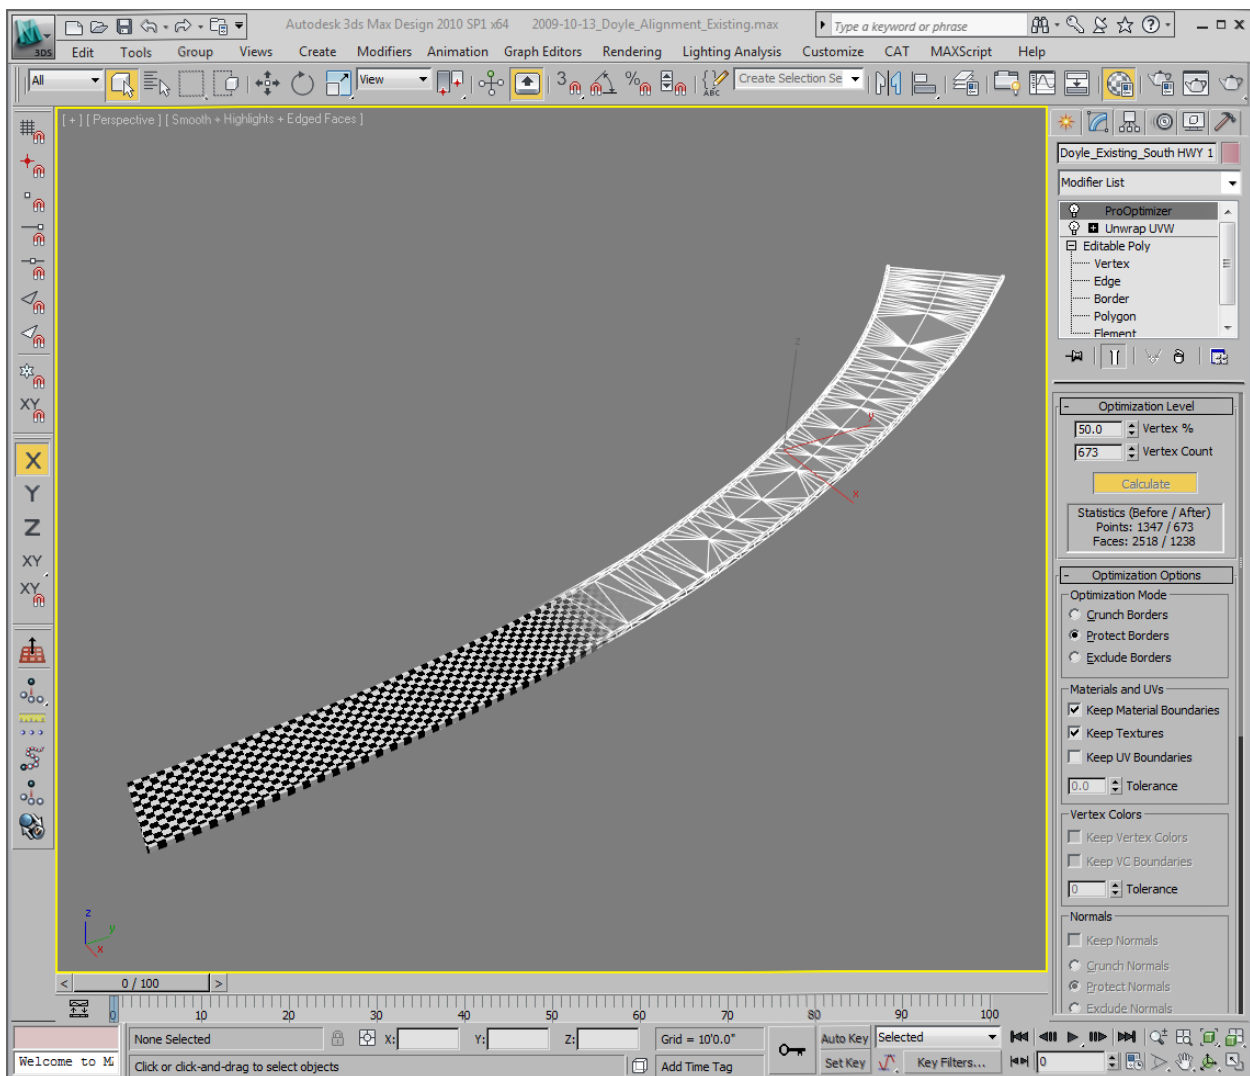 Autodesk 3ds Max Design 2010 SP1 x64 2009-10-13_Doyle_Alignment_Existing.max Type a keyword or phrase
3DS Edit Tools Group Views Create Modifiers Animation Graph Editors Rendering Lighting Analysis Customize CAT MAXScript Help
All View 3 % ABC Create Selection Se
[ + ] [ Perspective ] [ Smooth + Highlights + Edged Faces ]
Doyle_Existing_South HWY 1
Modifier List
ProOptimizer
Unwrap UVW
Editable Poly
Vertex
Edge
Border
Polygon
Element
XY
X
Y
Z
XY
XY
z
y
x
- Optimization Level
50.0 Vertex %
673 Vertex Count
Calculate
Statistics (Before / After)
Points: 1347 / 673
Faces: 2518 / 1238
- Optimization Options
Optimization Mode
Crunch Borders
Protect Borders
Exclude Borders
Materials and UVs
Keep Material Boundaries
Keep Textures
Keep UV Boundaries
0.0 Tolerance
Vertex Colors
Keep Vertex Colors
Keep VC Boundaries
0 Tolerance
Normals
Keep Normals
Crunch Normals
Protect Normals
Exclude Normals
z
y
x
< 0 / 100 >
0 10 20 30 40 50 60 70 80 90 100
None Selected X: Y: Z: Grid = 10'0.0" Auto Key Selected
Welcome to M Click or click-and-drag to select objects Add Time Tag Set Key Key Filters... 0